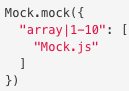 Mock.mock({
  "array|1-10": [
    "Mock.js"
  ]
})